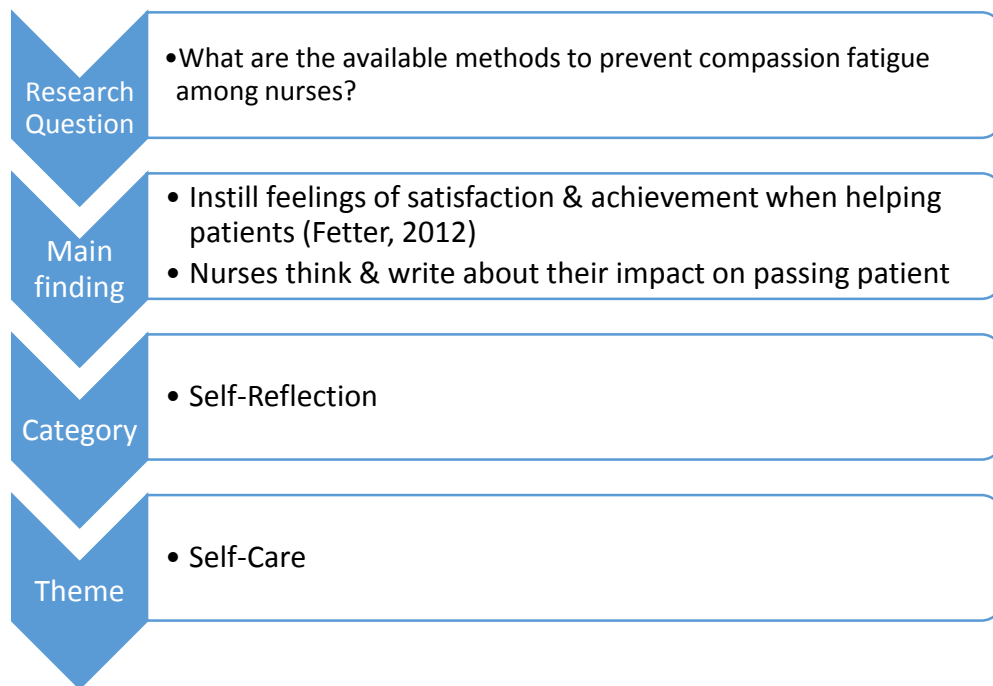 Research
Question
•What are the available methods to prevent compassion fatigue
among nurses?
Main
finding
• Instill feelings of satisfaction & achievement when helping
patients (Fetter, 2012)
• Nurses think & write about their impact on passing patient
Category
• Self-Reflection
Theme
• Self-Care